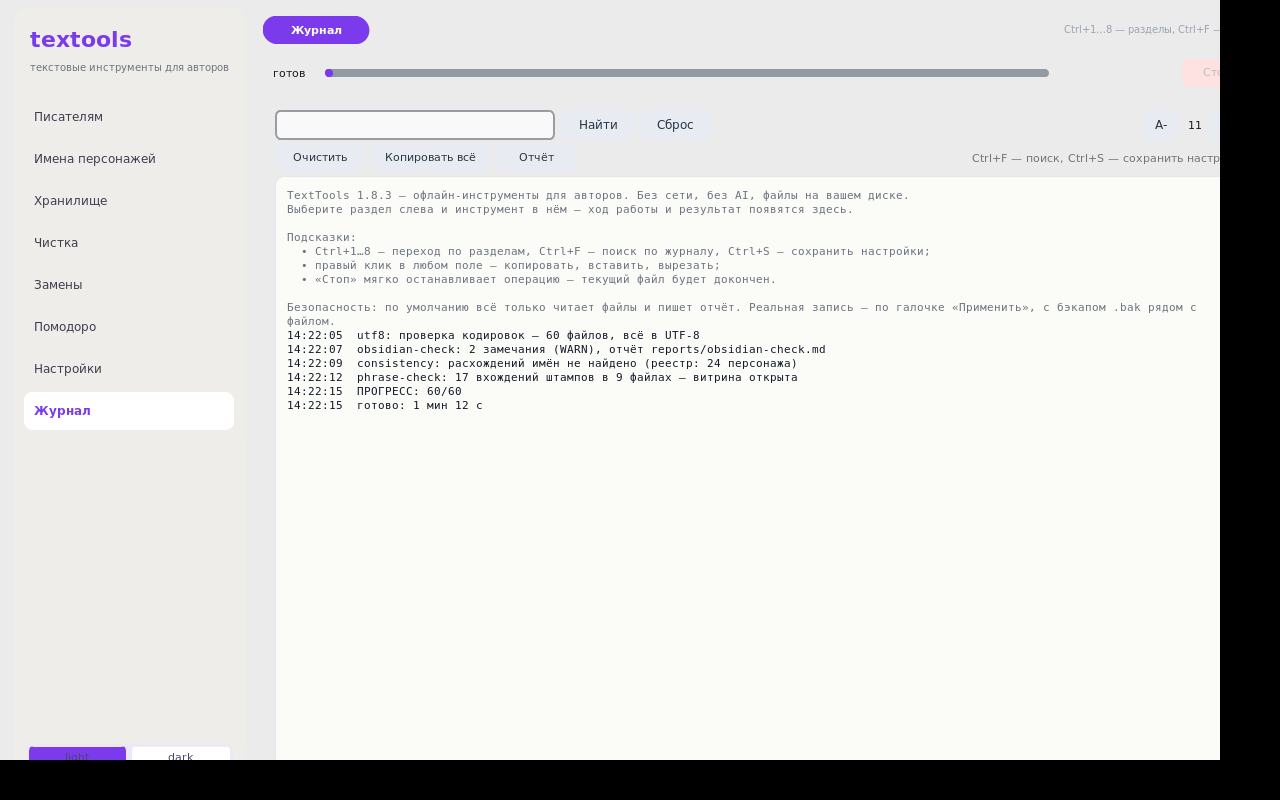 textools
текстовые инструменты для авторов
Писателям
Имена персонажей
Хранилище
Чистка
Замены
Помодоро
Настройки
Журнал
light dark
Журнал
Ctrl+1…8 — разделы, Ctrl+F —
готов
Сто
Найти Сброс
A- 11
Очистить Копировать всё Отчёт
Ctrl+F — поиск, Ctrl+S — сохранить настр
TextTools 1.8.3 — офлайн-инструменты для авторов. Без сети, без AI, файлы на вашем диске.
Выберите раздел слева и инструмент в нём — ход работы и результат появятся здесь.
Подсказки:
• Ctrl+1…8 — переход по разделам, Ctrl+F — поиск по журналу, Ctrl+S — сохранить настройки;
• правый клик в любом поле — копировать, вставить, вырезать;
• «Стоп» мягко останавливает операцию — текущий файл будет докончен.
Безопасность: по умолчанию всё только читает файлы и пишет отчёт. Реальная запись — по галочке «Применить», с бэкапом .bak рядом с
файлом.
14:22:05 utf8: проверка кодировок — 60 файлов, всё в UTF-8
14:22:07 obsidian-check: 2 замечания (WARN), отчёт reports/obsidian-check.md
14:22:09 consistency: расхождений имён не найдено (реестр: 24 персонажа)
14:22:12 phrase-check: 17 вхождений штампов в 9 файлах — витрина открыта
14:22:15 ПРОГРЕСС: 60/60
14:22:15 готово: 1 мин 12 с